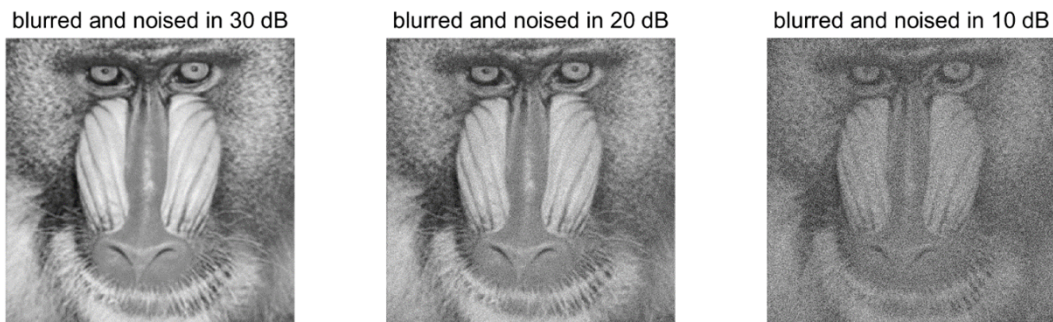 blurred and noised in 30 dB
blurred and noised in 20 dB
blurred and noised in 10 dB